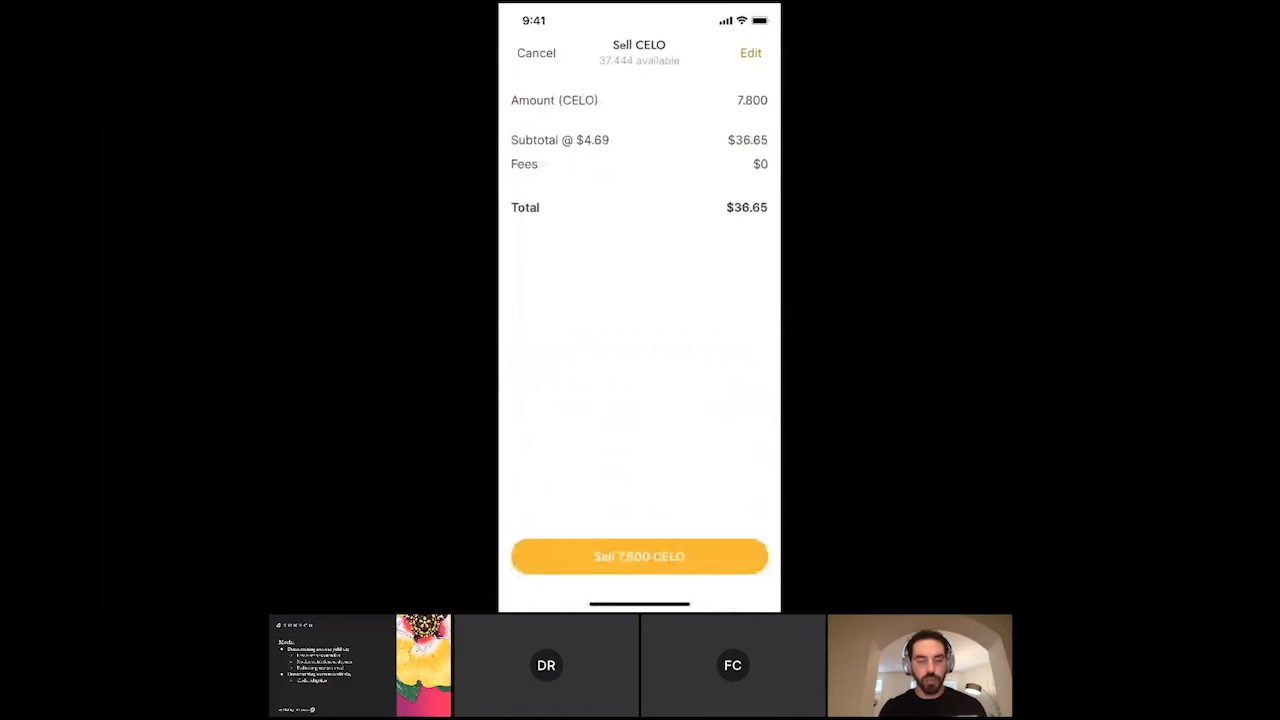 9:41
Cancel
Sell CELO
Edit
37.444 available
Amount (CELO) 7.800
Subtotal @ $4.69 $36.65
Fees $0
Total $36.65
Sell 7.800 CELO
DR
FC